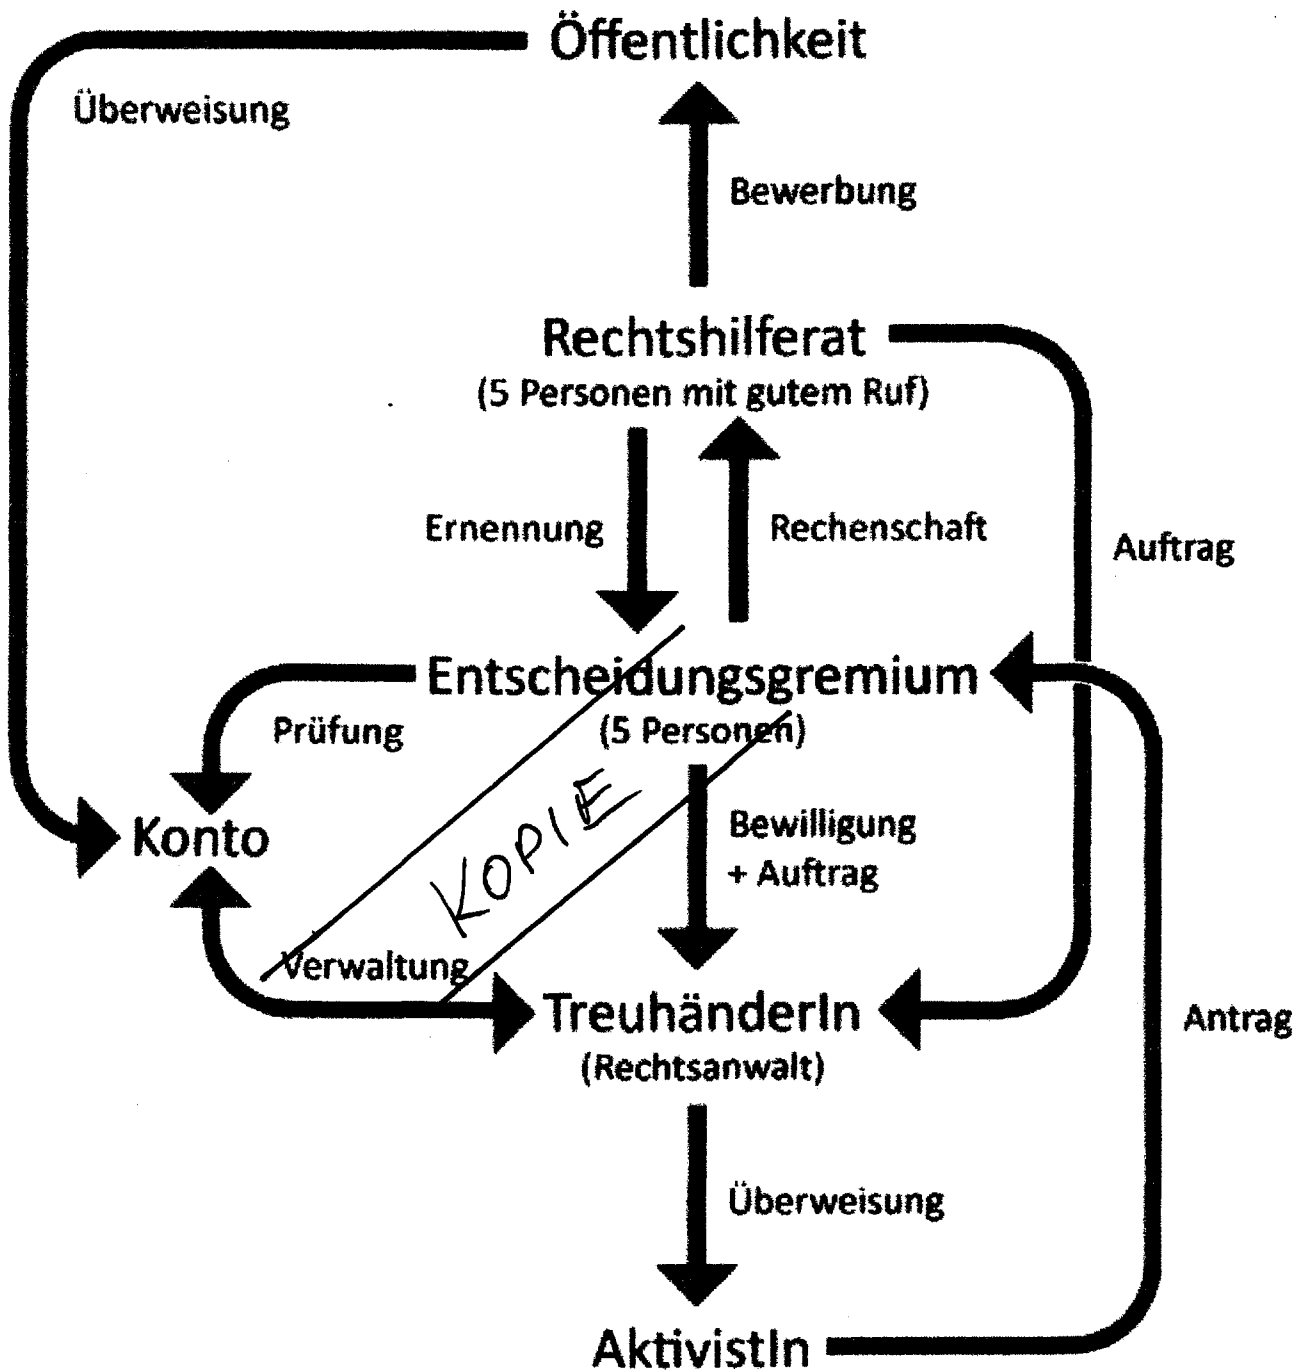 Öffentlichkeit
Überweisung
Bewerbung
Rechtshilferat
(5 Personen mit gutem Ruf)
Ernennung
Rechenschaft
Auftrag
Entscheidungsgremium
(5 Personen)
Prüfung
Konto
KOPIE
Bewilligung
+ Auftrag
Verwaltung
TreuhänderIn
(Rechtsanwalt)
Antrag
Überweisung
AktivistIn